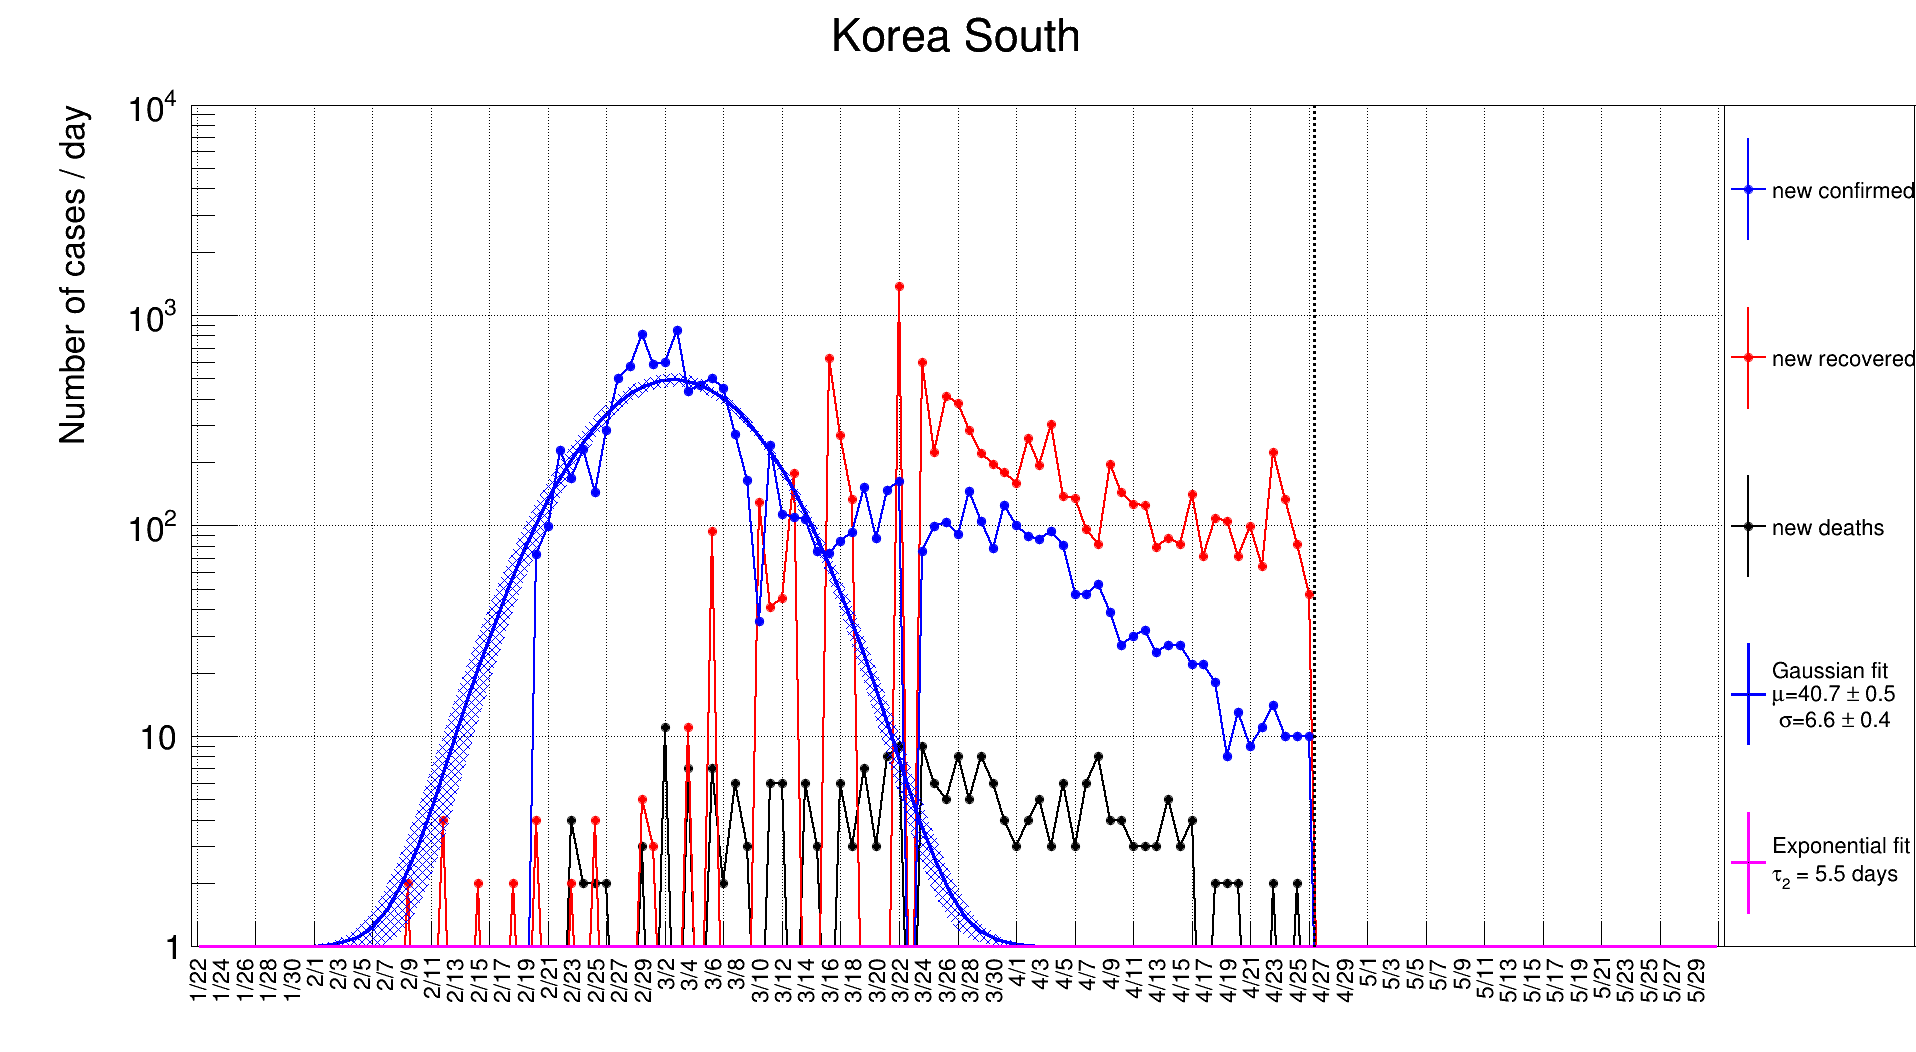 Korea South
Number of cases / day
10^4
10^3
10^2
10
1
1/22 1/24 1/26 1/28 1/30 2/1 2/3 2/5 2/7 2/9 2/11 2/13 2/15 2/17 2/19 2/21 2/23 2/25 2/27 2/29 3/2 3/4 3/6 3/8 3/10 3/12 3/14 3/16 3/18 3/20 3/22 3/24 3/26 3/28 3/30 4/1 4/3 4/5 4/7 4/9 4/11 4/13 4/15 4/17 4/19 4/21 4/23 4/25 4/27 4/29 5/1 5/3 5/5 5/7 5/9 5/11 5/13 5/15 5/17 5/19 5/21 5/23 5/25 5/27 5/29
new confirmed
new recovered
new deaths
Gaussian fit
μ=40.7 ± 0.5
σ=6.6 ± 0.4
Exponential fit
τ₂ = 5.5 days